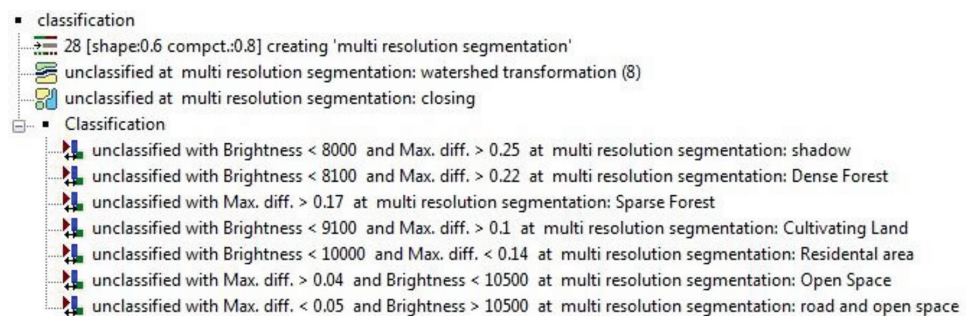 classification
28 [shape:0.6 compct.:0.8] creating 'multi resolution segmentation'
unclassified at multi resolution segmentation: watershed transformation (8)
unclassified at multi resolution segmentation: closing
Classification
unclassified with Brightness < 8000 and Max. diff. > 0.25 at multi resolution segmentation: shadow
unclassified with Brightness < 8100 and Max. diff. > 0.22 at multi resolution segmentation: Dense Forest
unclassified with Max. diff. > 0.17 at multi resolution segmentation: Sparse Forest
unclassified with Brightness < 9100 and Max. diff. > 0.1 at multi resolution segmentation: Cultivating Land
unclassified with Brightness < 10000 and Max. diff. < 0.14 at multi resolution segmentation: Residental area
unclassified with Max. diff. > 0.04 and Brightness < 10500 at multi resolution segmentation: Open Space
unclassified with Max. diff. < 0.05 and Brightness > 10500 at multi resolution segmentation: road and open space